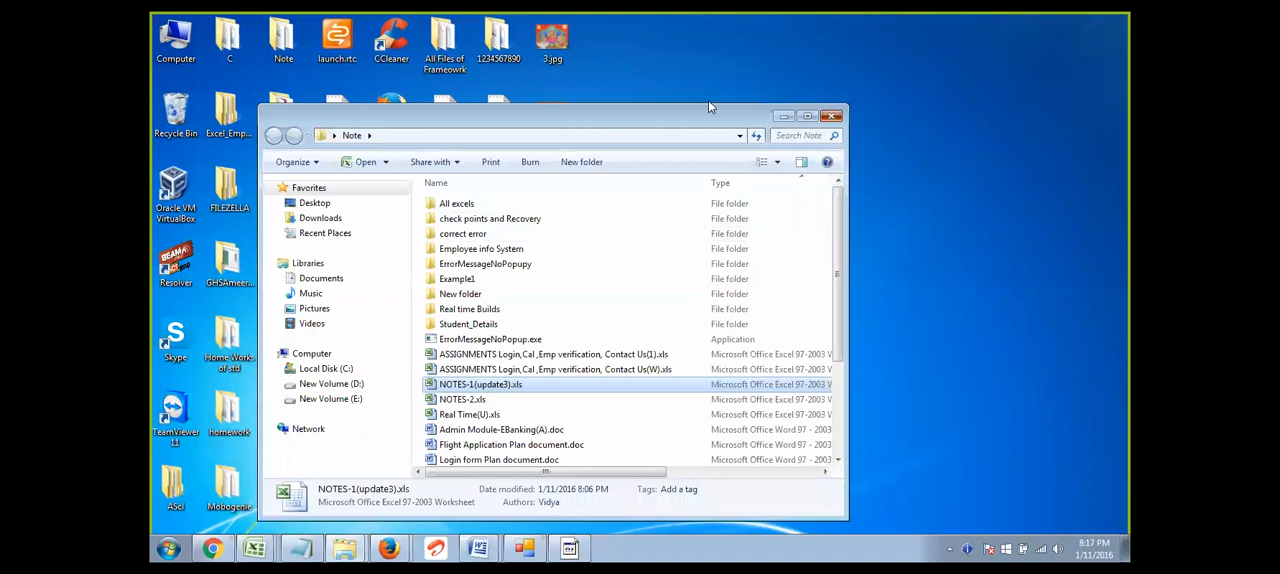 Computer
C
Note
launch.rtc
CCleaner
All Files of
Frameowrk
1234567890
3.jpg
Recycle Bin
Excel_Emp...
Oracle VM
VirtualBox
FILEZELLA
BEAMA
Resolver
GHSAmeer...
Skype
Home Works
of std
TeamViewer
11
homework
ASci
Mobogenie
Note
Search Note
Organize
Open
Share with
Print
Burn
New folder
Favorites
Desktop
Downloads
Recent Places
Libraries
Documents
Music
Pictures
Videos
Computer
Local Disk (C:)
New Volume (D:)
New Volume (E:)
Network
Name
Type
All excels
File folder
check points and Recovery
File folder
correct error
File folder
Employee info System
File folder
ErrorMessageNoPopupy
File folder
Example1
File folder
New folder
File folder
Real time Builds
File folder
Student_Details
File folder
ErrorMessageNoPopup.exe
Application
ASSIGNMENTS Login,Cal ,Emp verification, Contact Us(1).xls
Microsoft Office Excel 97-2003 W
ASSIGNMENTS Login,Cal ,Emp verification, Contact Us(W).xls
Microsoft Office Excel 97-2003 W
NOTES-1(update3).xls
Microsoft Office Excel 97-2003 W
NOTES-2.xls
Microsoft Office Excel 97-2003 W
Real Time(U).xls
Microsoft Office Excel 97-2003 W
Admin Module-EBanking(A).doc
Microsoft Office Word 97 - 2003
Flight Application Plan document.doc
Microsoft Office Word 97 - 2003
Login form Plan document.doc
Microsoft Office Word 97 - 2003
NOTES-1(update3).xls
Date modified: 1/11/2016 8:06 PM
Tags: Add a tag
Microsoft Office Excel 97-2003 Worksheet
Authors: Vidya
8:17 PM
1/11/2016